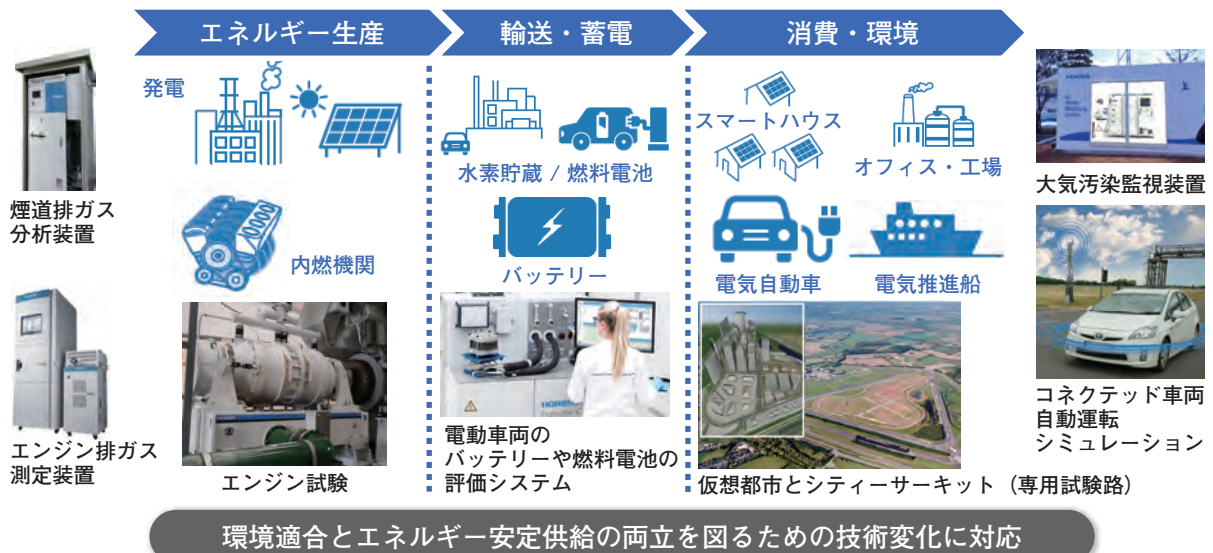 エネルギー生産
輸送・蓄電
消費・環境
発電
内燃機関
エンジン試験
煙道排ガス
分析装置
エンジン排ガス
測定装置
水素貯蔵 / 燃料電池
バッテリー
HORIBA
電動車両の
バッテリーや燃料電池の
評価システム
スマートハウス
オフィス・工場
電気自動車
電気推進船
仮想都市とシティーサーキット（専用試験路）
HORIBA
大気汚染監視装置
コネクテッド車両
自動運転
シミュレーション
環境適合とエネルギー安定供給の両立を図るための技術変化に対応